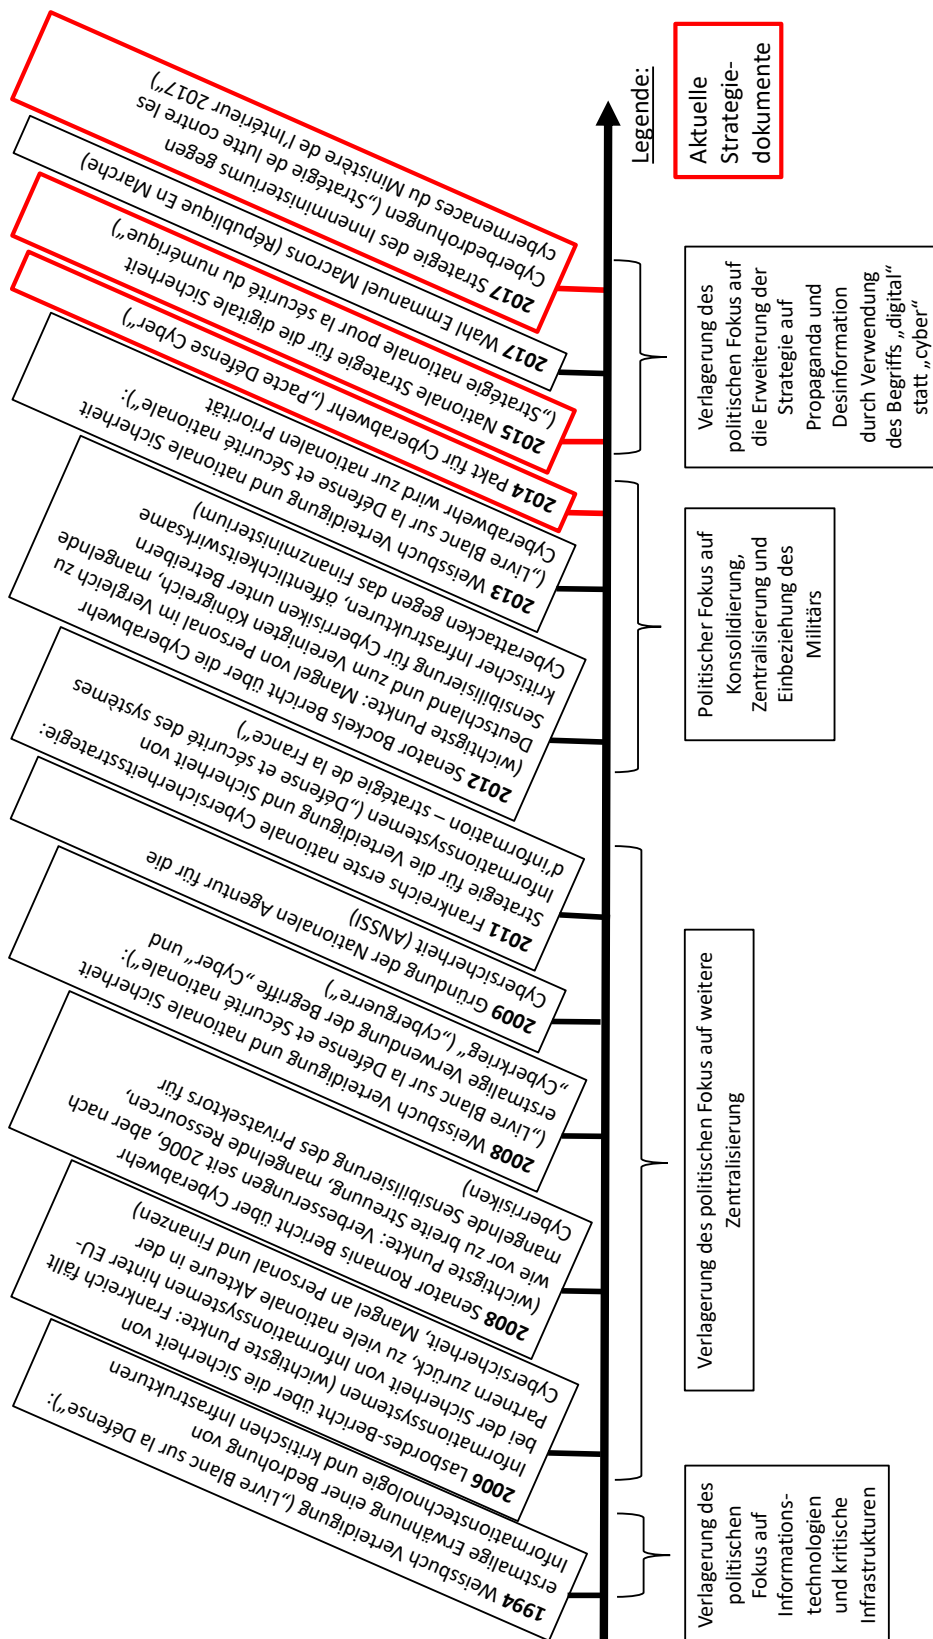 1994 Weissbuch Verteidigung („Livre Blanc sur la Défense“):
erstmalige Erwähnung einer Bedrohung von
Informationstechnologie und kritischen Infrastrukturen
2006 Lasbordes-Bericht über die Sicherheit von
Informationssystemen (wichtigste Punkte: Frankreich fällt
bei der Sicherheit von Informationssystemen hinter EU-
Partnern zurück, zu viele nationale Akteure in der
Cybersicherheit, Mangel an Personal und Finanzen)
2008 Senator Romanis Bericht über Cyberabwehr
(wichtigste Punkte: Verbesserungen seit 2006, aber nach
wie vor zu breite Streuung, mangelnde Ressourcen,
mangelnde Sensibilisierung des Privatsektors für
Cyberrisiken)
2008 Weissbuch Verteidigung und nationale Sicherheit
(„Livre Blanc sur la Défense et Sécurité nationale“):
erstmalige Verwendung der Begriffe „Cyber“ und
„Cyberkrieg“ („cyberguerre“)
2009 Gründung der Nationalen Agentur für die
Cybersicherheit (ANSSI)
2011 Frankreichs erste nationale Cybersicherheitsstrategie:
Strategie für die Verteidigung und Sicherheit von
Informationssystemen („Défense et sécurité des systèmes
d’information – stratégie de la France“)
2012 Senator Bockels Bericht über die Cyberabwehr
(wichtigste Punkte: Mangel von Personal im Vergleich zu
Deutschland und zum Vereinigten Königreich, mangelnde
Sensibilisierung für Cyberrisiken unter Betreibern
kritischer Infrastrukturen, öffentlichkeitswirksame
Cyberattacken gegen das Finanzministerium)
2013 Weissbuch Verteidigung und nationale Sicherheit
(„Livre Blanc sur la Défense et Sécurité nationale“):
Cyberabwehr wird zur nationalen Priorität
2014 Pakt für Cyberabwehr („Pacte Défense Cyber“)
2015 Nationale Strategie für die digitale Sicherheit
(„Stratégie nationale pour la sécurité du numérique“)
2017 Wahl Emmanuel Macrons (République En Marche)
2017 Strategie des Innenministeriums gegen
Cyberbedrohungen („Stratégie de lutte contre les
cybermenaces du Ministère de l’Intérieur 2017“)
Verlagerung des
politischen
Fokus auf
Informations-
technologien
und kritische
Infrastrukturen
Verlagerung des politischen Fokus auf weitere
Zentralisierung
Politischer Fokus auf
Konsolidierung,
Zentralisierung und
Einbeziehung des
Militärs
Verlagerung des
politischen Fokus auf
die Erweiterung der
Strategie auf
Propaganda und
Desinformation
durch Verwendung
des Begriffs „digital“
statt „cyber“
Legende:
Aktuelle
Strategie-
dokumente